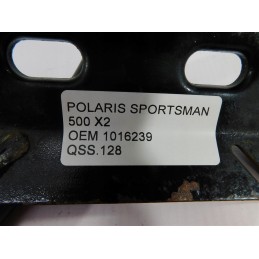 POLARIS SPORTSMAN
500 X2
OEM 1016239
QSS.128